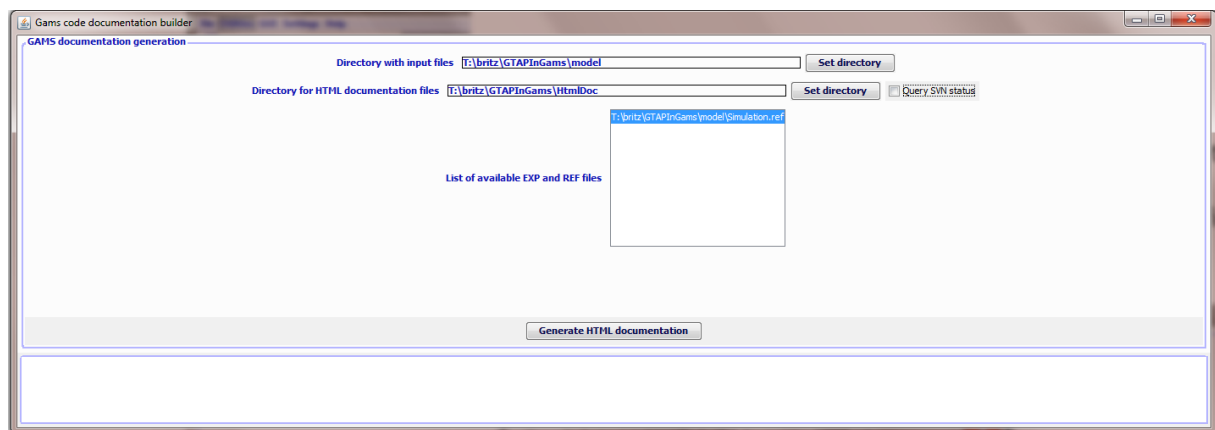 Gams code documentation builder
GAMS documentation generation
Directory with input files T:\britz\GTAPInGams\model Set directory
Directory for HTML documentation files T:\britz\GTAPInGams\HtmlDoc Set directory Query SVN status
T:\britz\GTAPInGams\model\Simulation.ref
List of available EXP and REF files
Generate HTML documentation